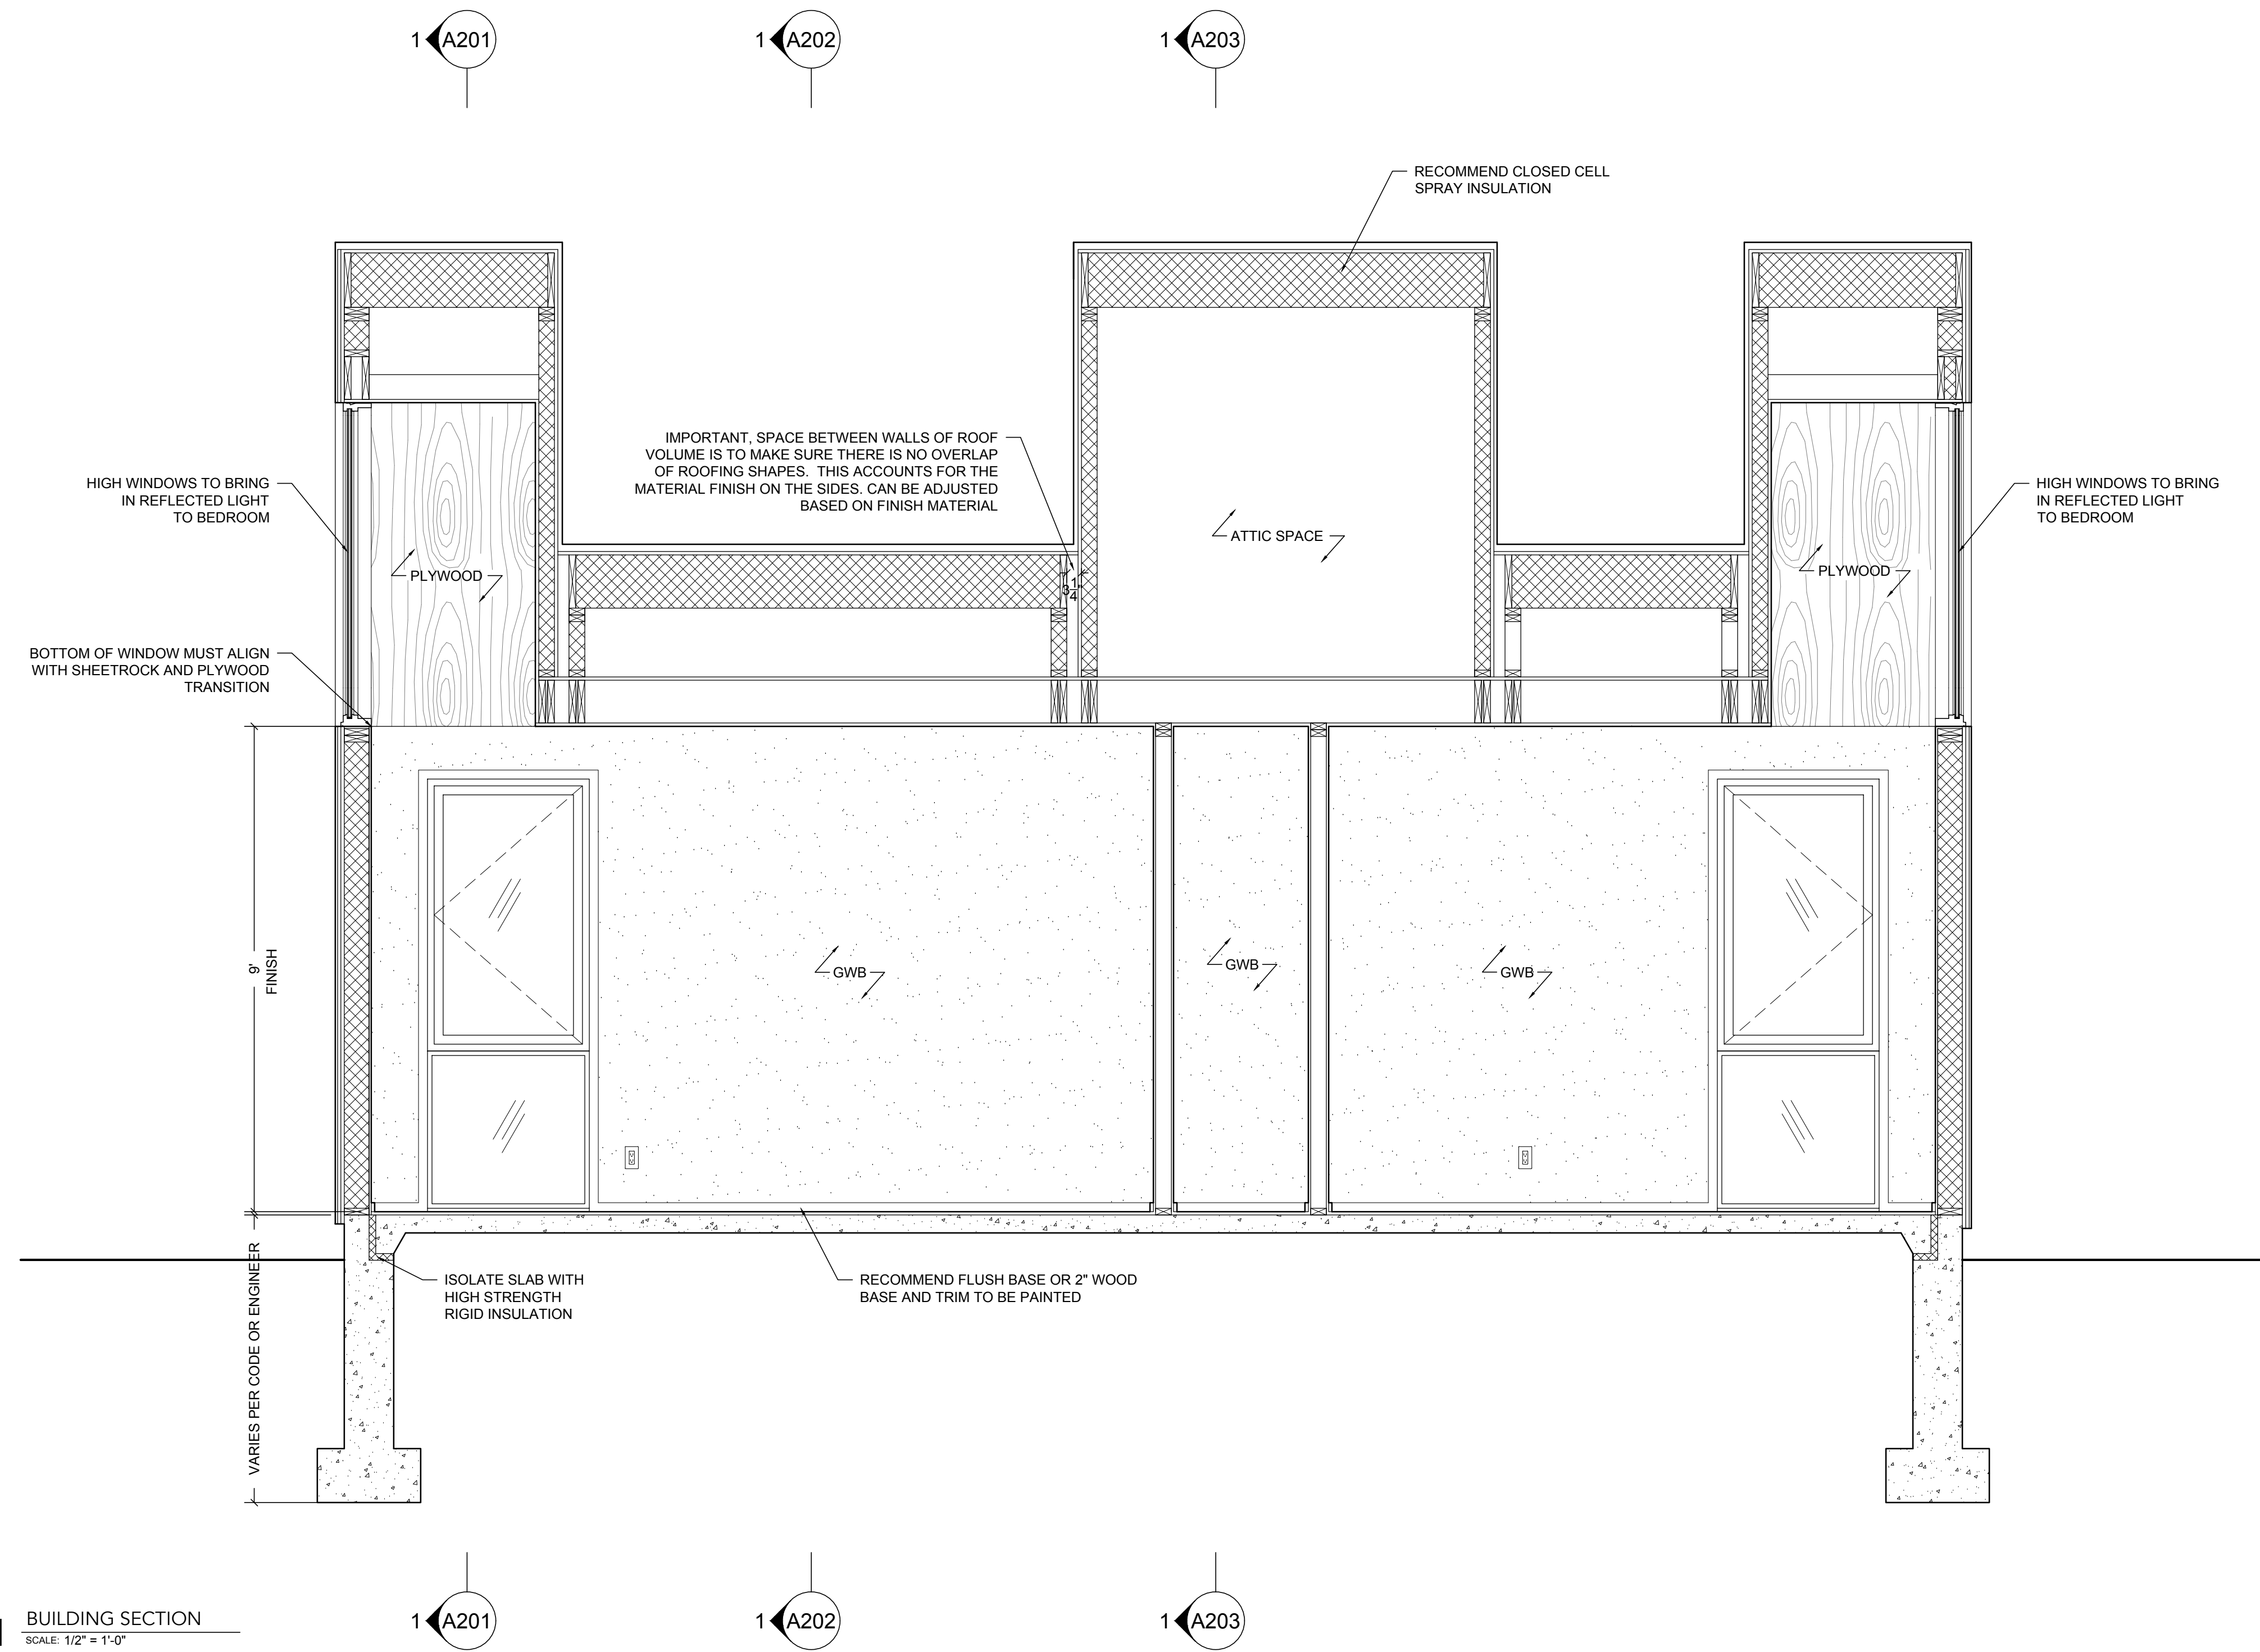 1 A201
1 A202
1 A203
RECOMMEND CLOSED CELL
SPRAY INSULATION
IMPORTANT, SPACE BETWEEN WALLS OF ROOF
VOLUME IS TO MAKE SURE THERE IS NO OVERLAP
OF ROOFING SHAPES. THIS ACCOUNTS FOR THE
MATERIAL FINISH ON THE SIDES. CAN BE ADJUSTED
BASED ON FINISH MATERIAL
HIGH WINDOWS TO BRING
IN REFLECTED LIGHT
TO BEDROOM
HIGH WINDOWS TO BRING
IN REFLECTED LIGHT
TO BEDROOM
ATTIC SPACE
PLYWOOD
PLYWOOD
3 1/4"
BOTTOM OF WINDOW MUST ALIGN
WITH SHEETROCK AND PLYWOOD
TRANSITION
9'
FINISH
GWB
GWB
GWB
VARIES PER CODE OR ENGINEER
ISOLATE SLAB WITH
HIGH STRENGTH
RIGID INSULATION
RECOMMEND FLUSH BASE OR 2" WOOD
BASE AND TRIM TO BE PAINTED
1 A201
1 A202
1 A203
BUILDING SECTION
SCALE: 1/2" = 1'-0"